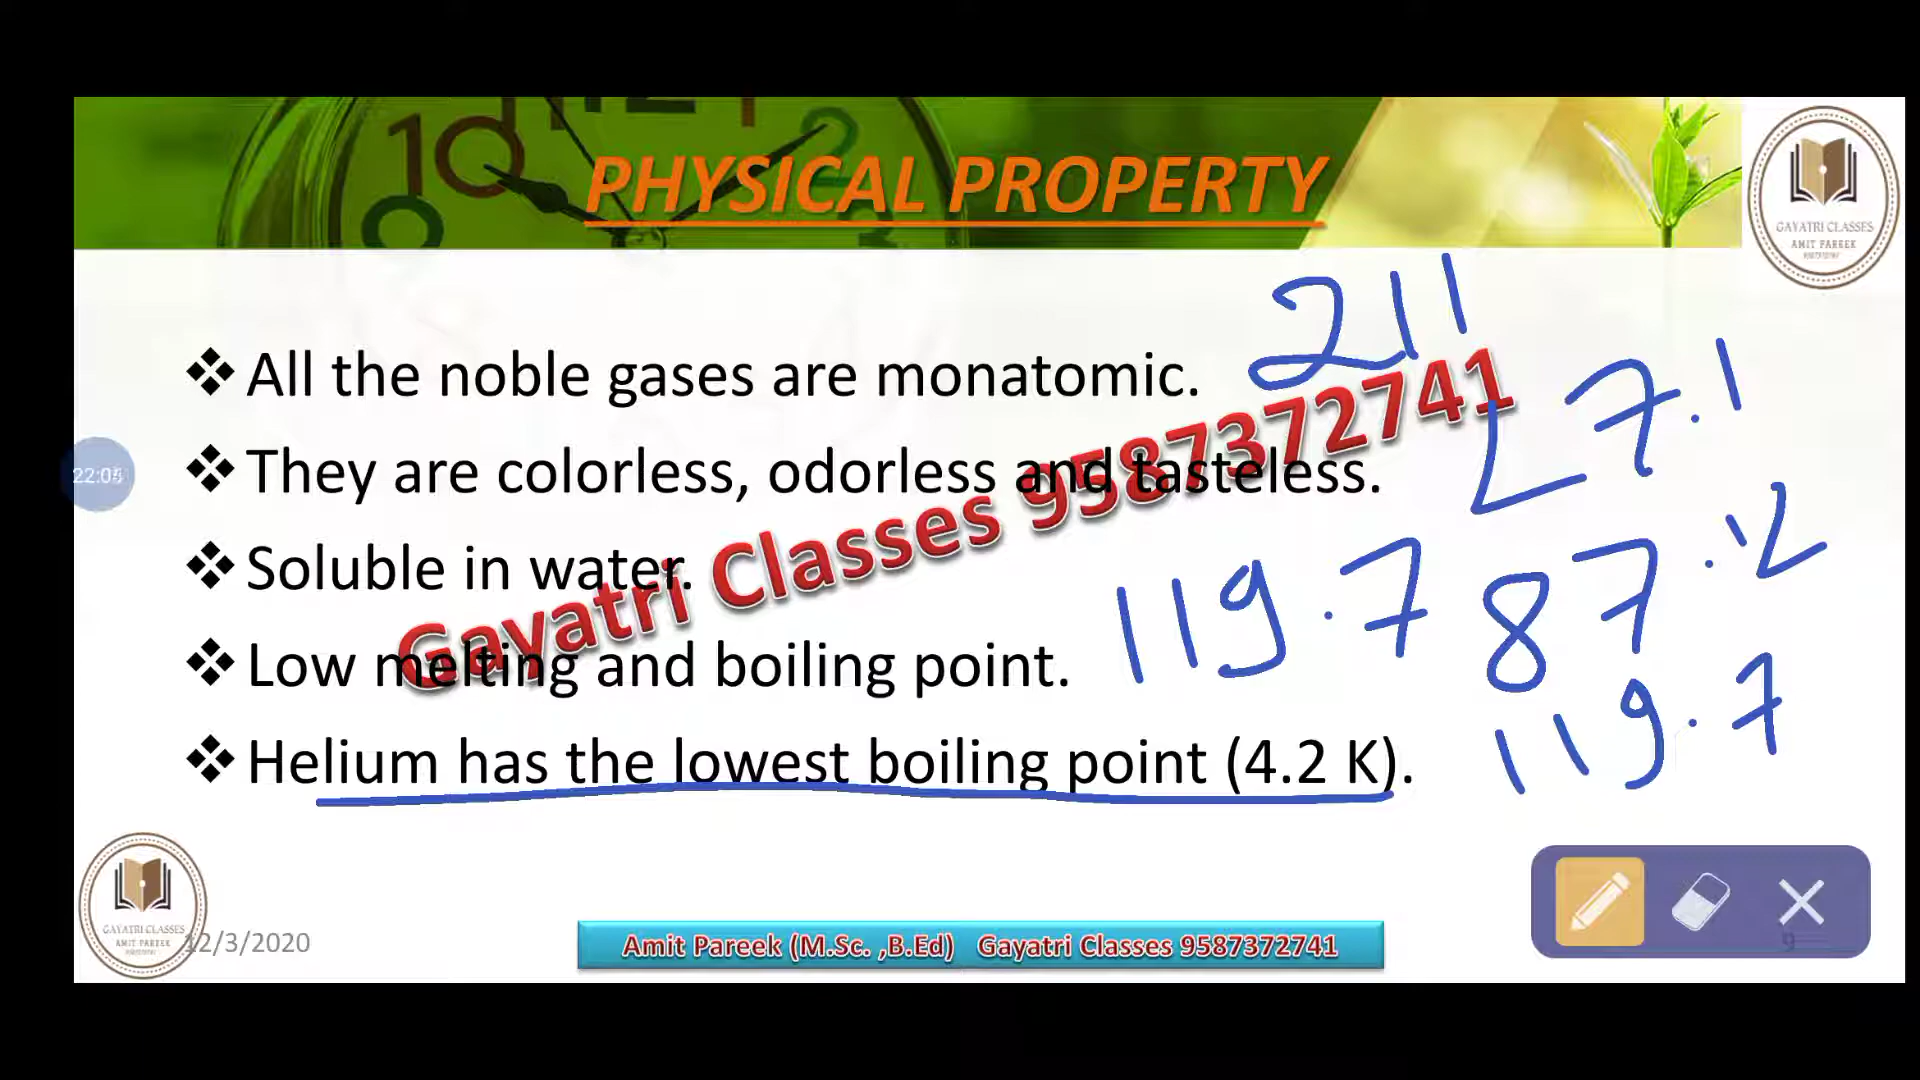 PHYSICAL PROPERTY
GAYATRI CLASSES
AMIT PAREEK
211
❖ All the noble gases are monatomic.
27.1
❖ They are colorless, odorless and tasteless.
22:05
Gayatri Classes 9587372741
❖ Soluble in water.
119.7 87.12
❖ Low melting and boiling point.
119.7
❖ Helium has the lowest boiling point (4.2 K).
GAYATRI CLASSES
AMIT PAREEK
12/3/2020
Amit Pareek (M.Sc. ,B.Ed) Gayatri Classes 9587372741
9